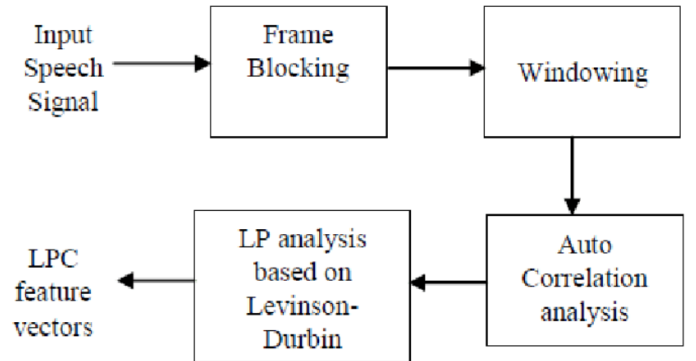 Input
Speech
Signal
Frame
Blocking
Windowing
Auto
Correlation
analysis
LP analysis
based on
Levinson-
Durbin
LPC
feature
vectors